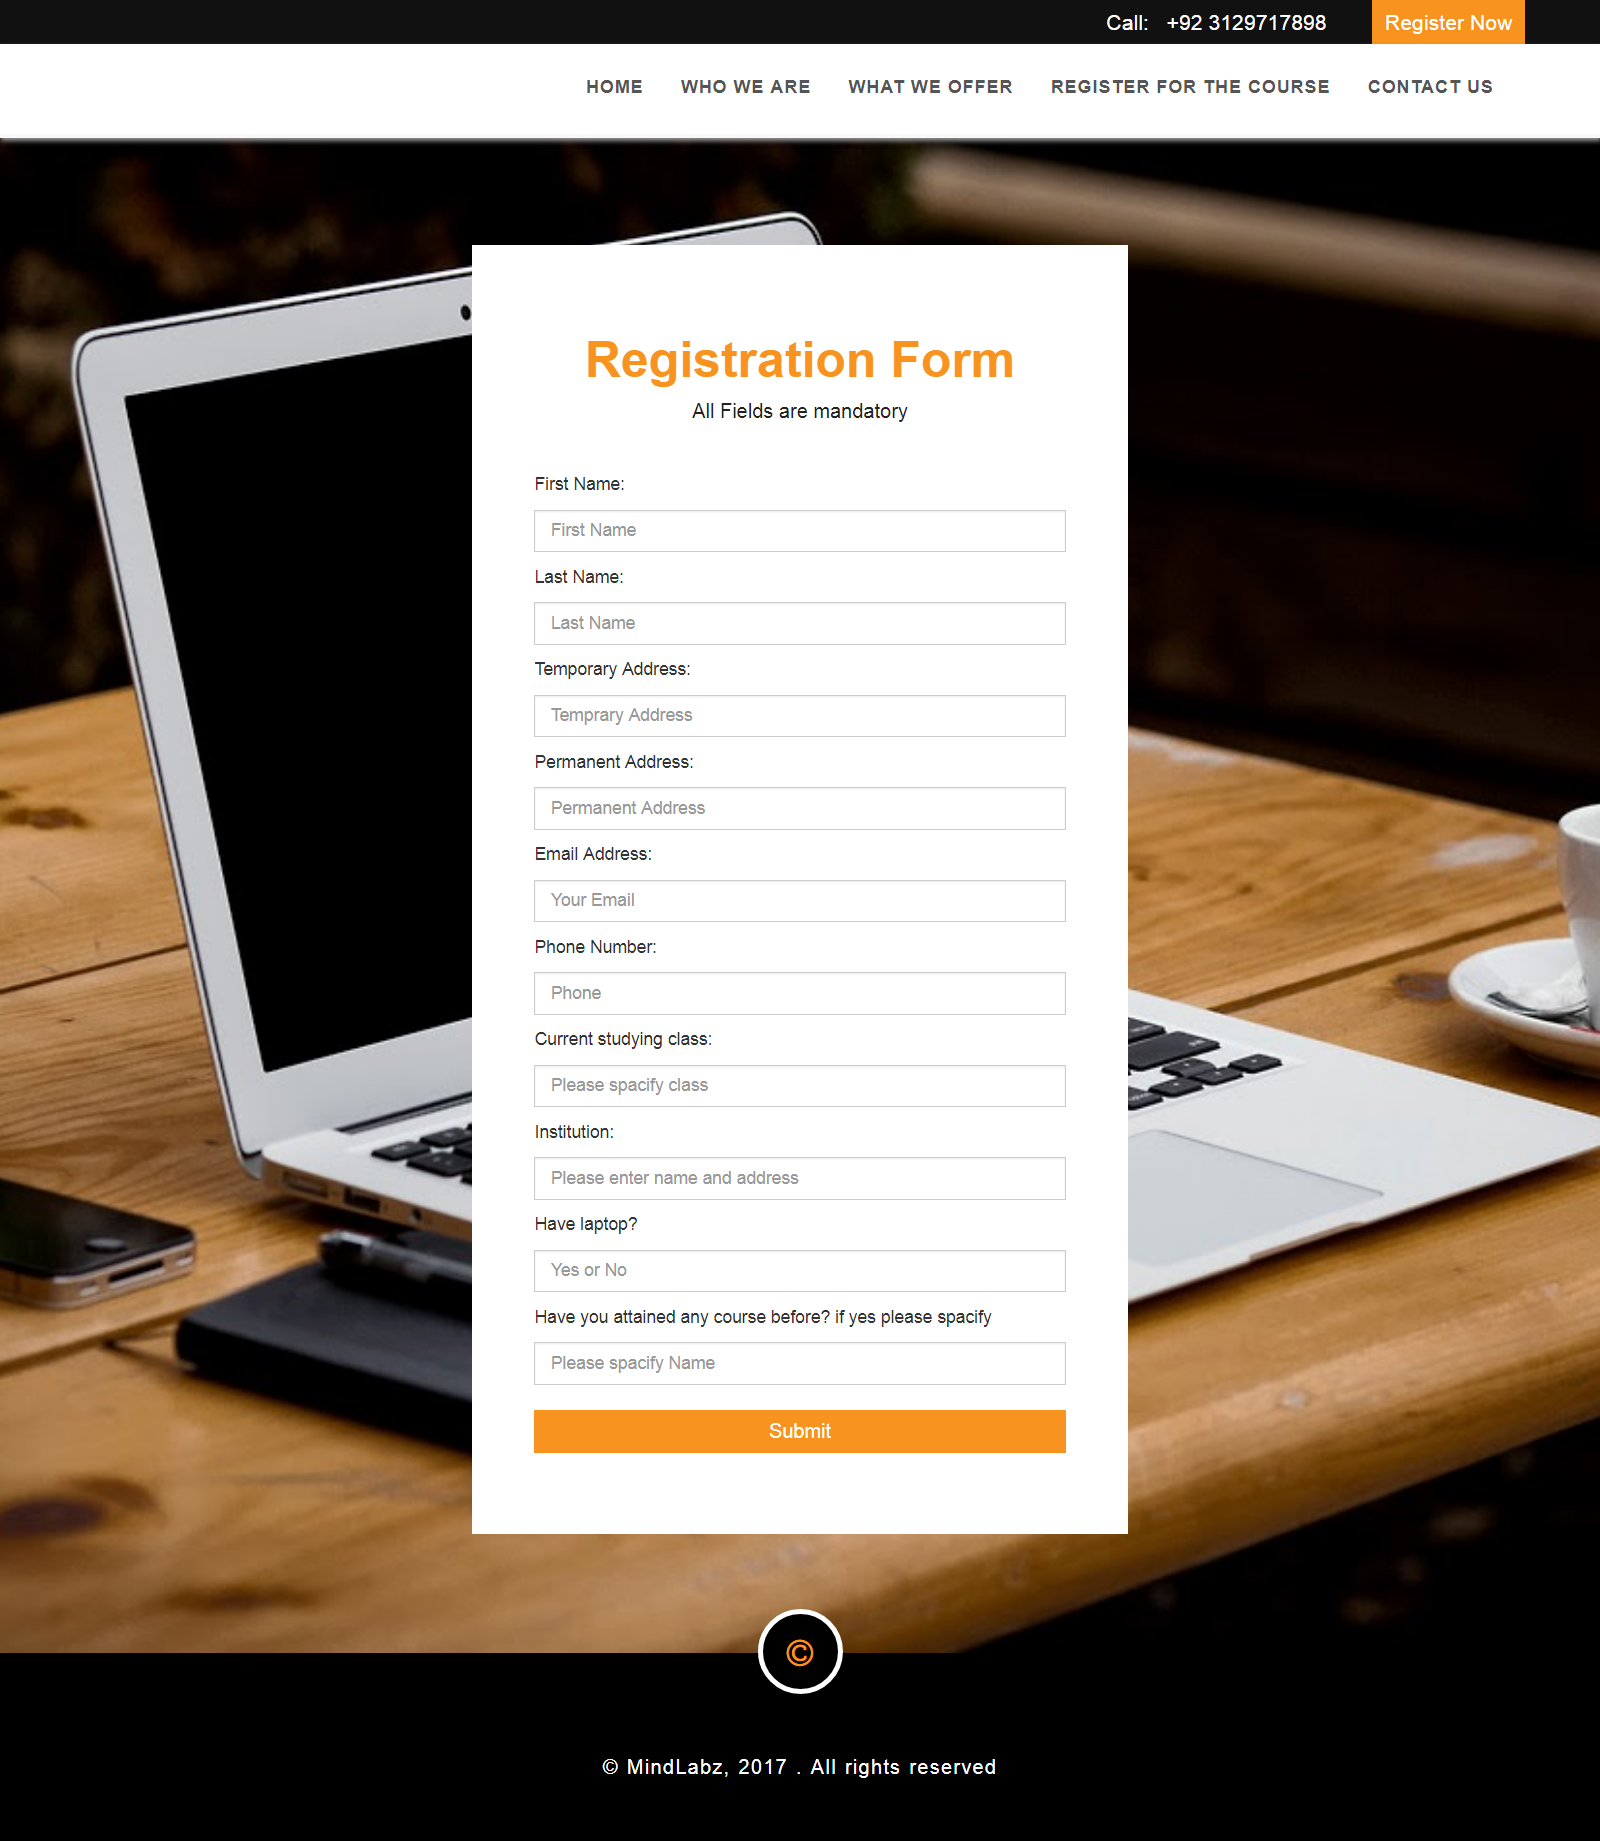 Call: +92 3129717898 Register Now
HOME WHO WE ARE WHAT WE OFFER REGISTER FOR THE COURSE CONTACT US
Registration Form
All Fields are mandatory
First Name:
First Name
Last Name:
Last Name
Temporary Address:
Temprary Address
Permanent Address:
Permanent Address
Email Address:
Your Email
Phone Number:
Phone
Current studying class:
Please spacify class
Institution:
Please enter name and address
Have laptop?
Yes or No
Have you attained any course before? if yes please spacify
Please spacify Name
Submit
©
© MindLabz, 2017 . All rights reserved